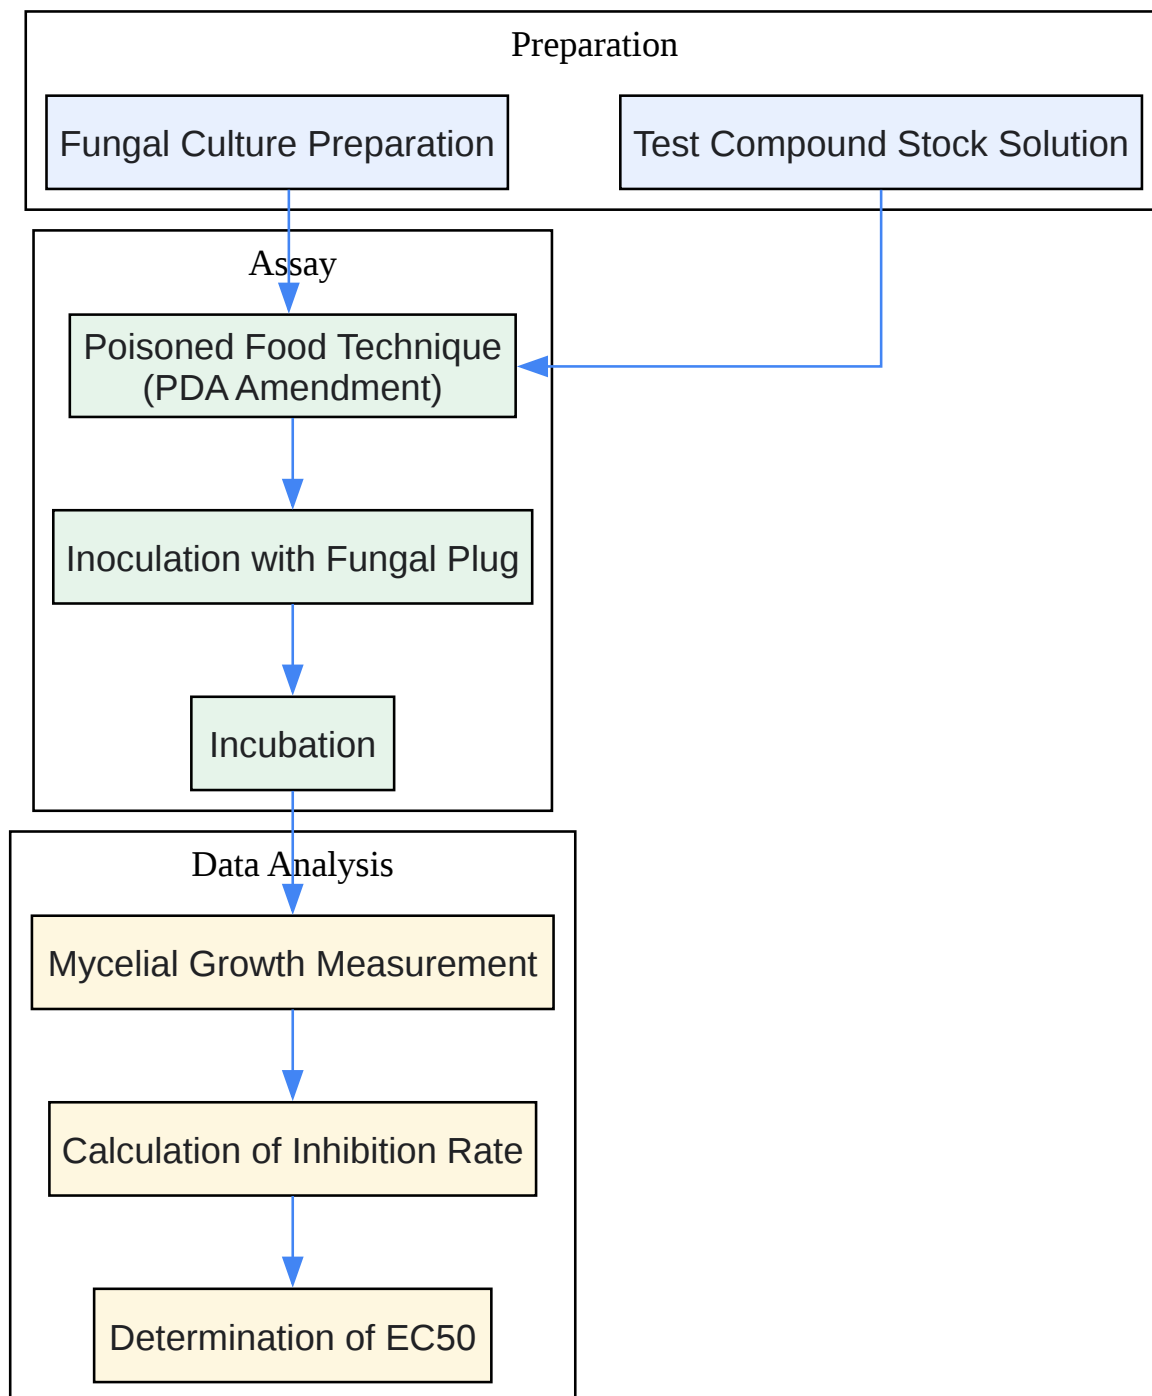 Preparation
Fungal Culture Preparation
Test Compound Stock Solution
Assay
Poisoned Food Technique
(PDA Amendment)
Inoculation with Fungal Plug
Incubation
Data Analysis
Mycelial Growth Measurement
Calculation of Inhibition Rate
Determination of EC50